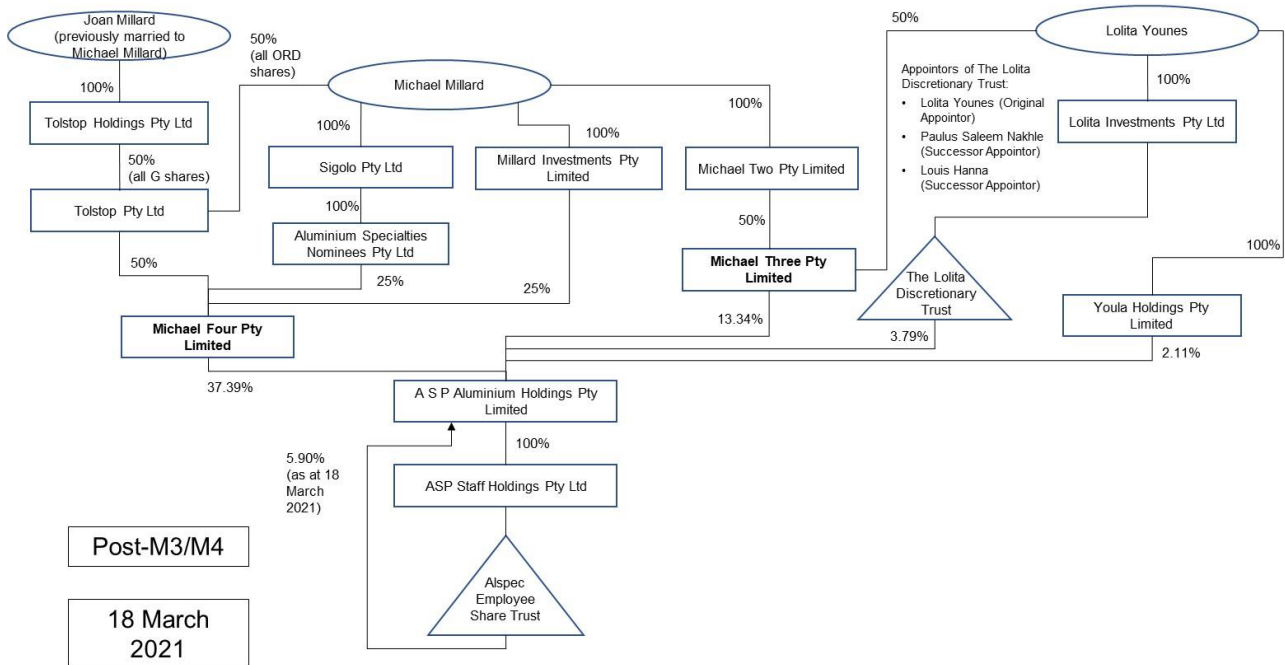 Joan Millard
(previously married to
Michael Millard)
50%
(all ORD
shares)
50%
Lolita Younes
Michael Millard
Appointors of The Lolita
Discretionary Trust:
• Lolita Younes (Original
Appointor)
• Paulus Saleem Nakhle
(Successor Appointor)
• Louis Hanna
(Successor Appointor)
100%
100%
100%
100%
100%
Tolstop Holdings Pty Ltd
Lolita Investments Pty Ltd
Sigolo Pty Ltd
Millard Investments Pty
Limited
Michael Two Pty Limited
50%
(all G shares)
100%
50%
Tolstop Pty Ltd
Aluminium Specialties
Nominees Pty Ltd
Michael Three Pty
Limited
The Lolita
Discretionary
Trust
100%
50%
25%
25%
Michael Four Pty
Limited
13.34%
3.79%
Youla Holdings Pty
Limited
2.11%
37.39%
A S P Aluminium Holdings Pty
Limited
5.90%
(as at 18
March
2021)
100%
ASP Staff Holdings Pty Ltd
Alspec
Employee
Share Trust
Post-M3/M4
18 March
2021